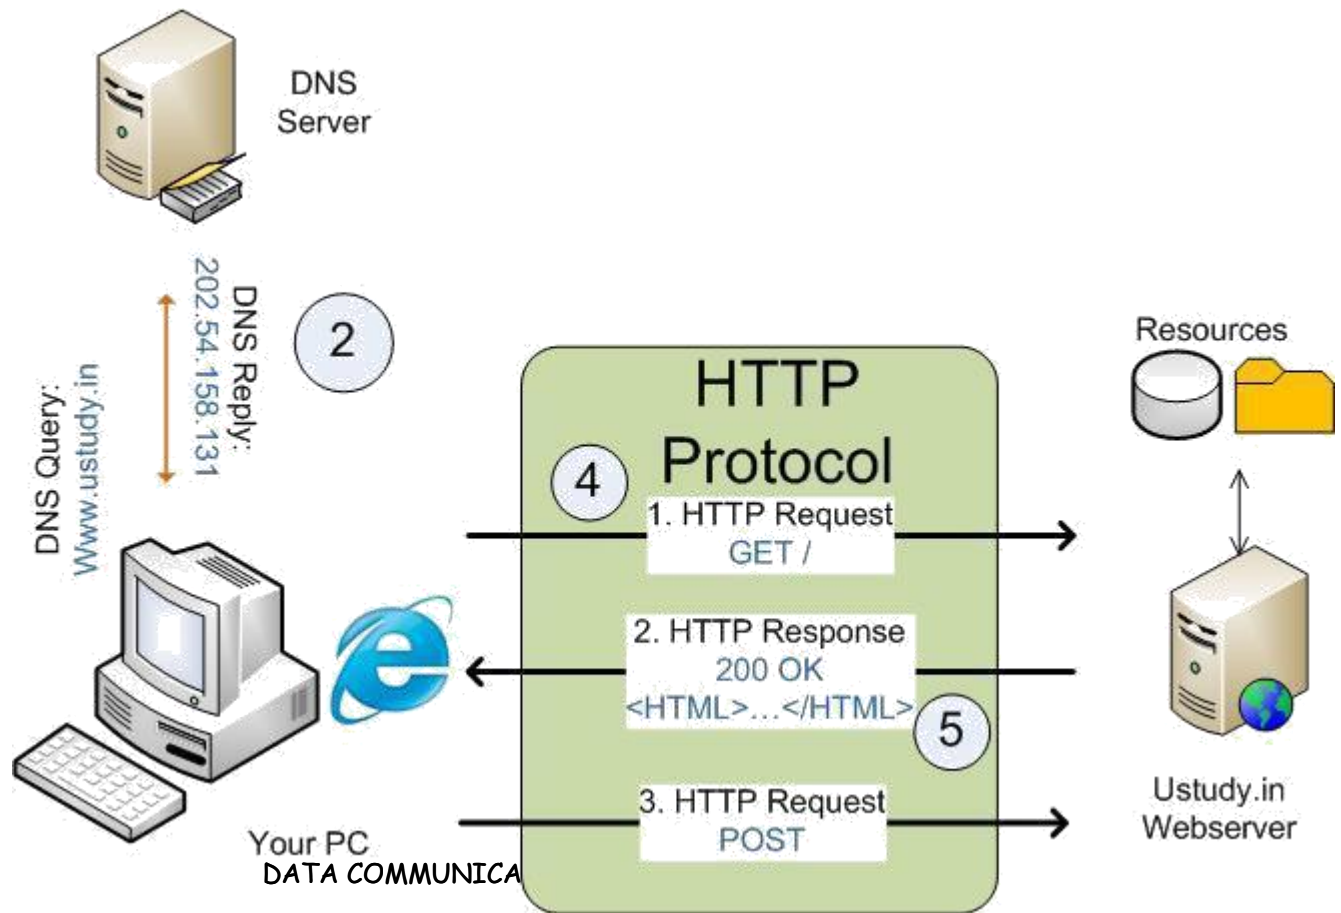 DNS
Server
DNS Reply:
202.54.158.131
2
DNS Query:
Www.ustudy.in
HTTP
Protocol
4
1. HTTP Request
GET /
2. HTTP Response
200 OK
<HTML>...</HTML>
5
3. HTTP Request
POST
Resources
Ustudy.in
Webserver
Your PC
DATA COMMUNICA